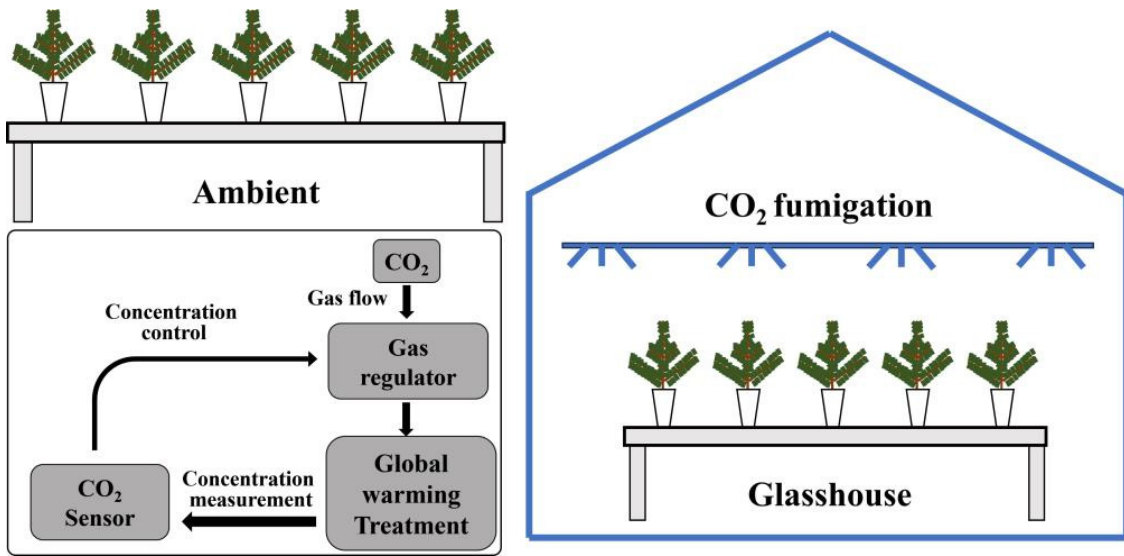 Ambient
CO₂
Gas flow
Concentration
control
Gas
regulator
Global
warming
Treatment
Concentration
measurement
CO₂
Sensor
CO₂ fumigation
Glasshouse